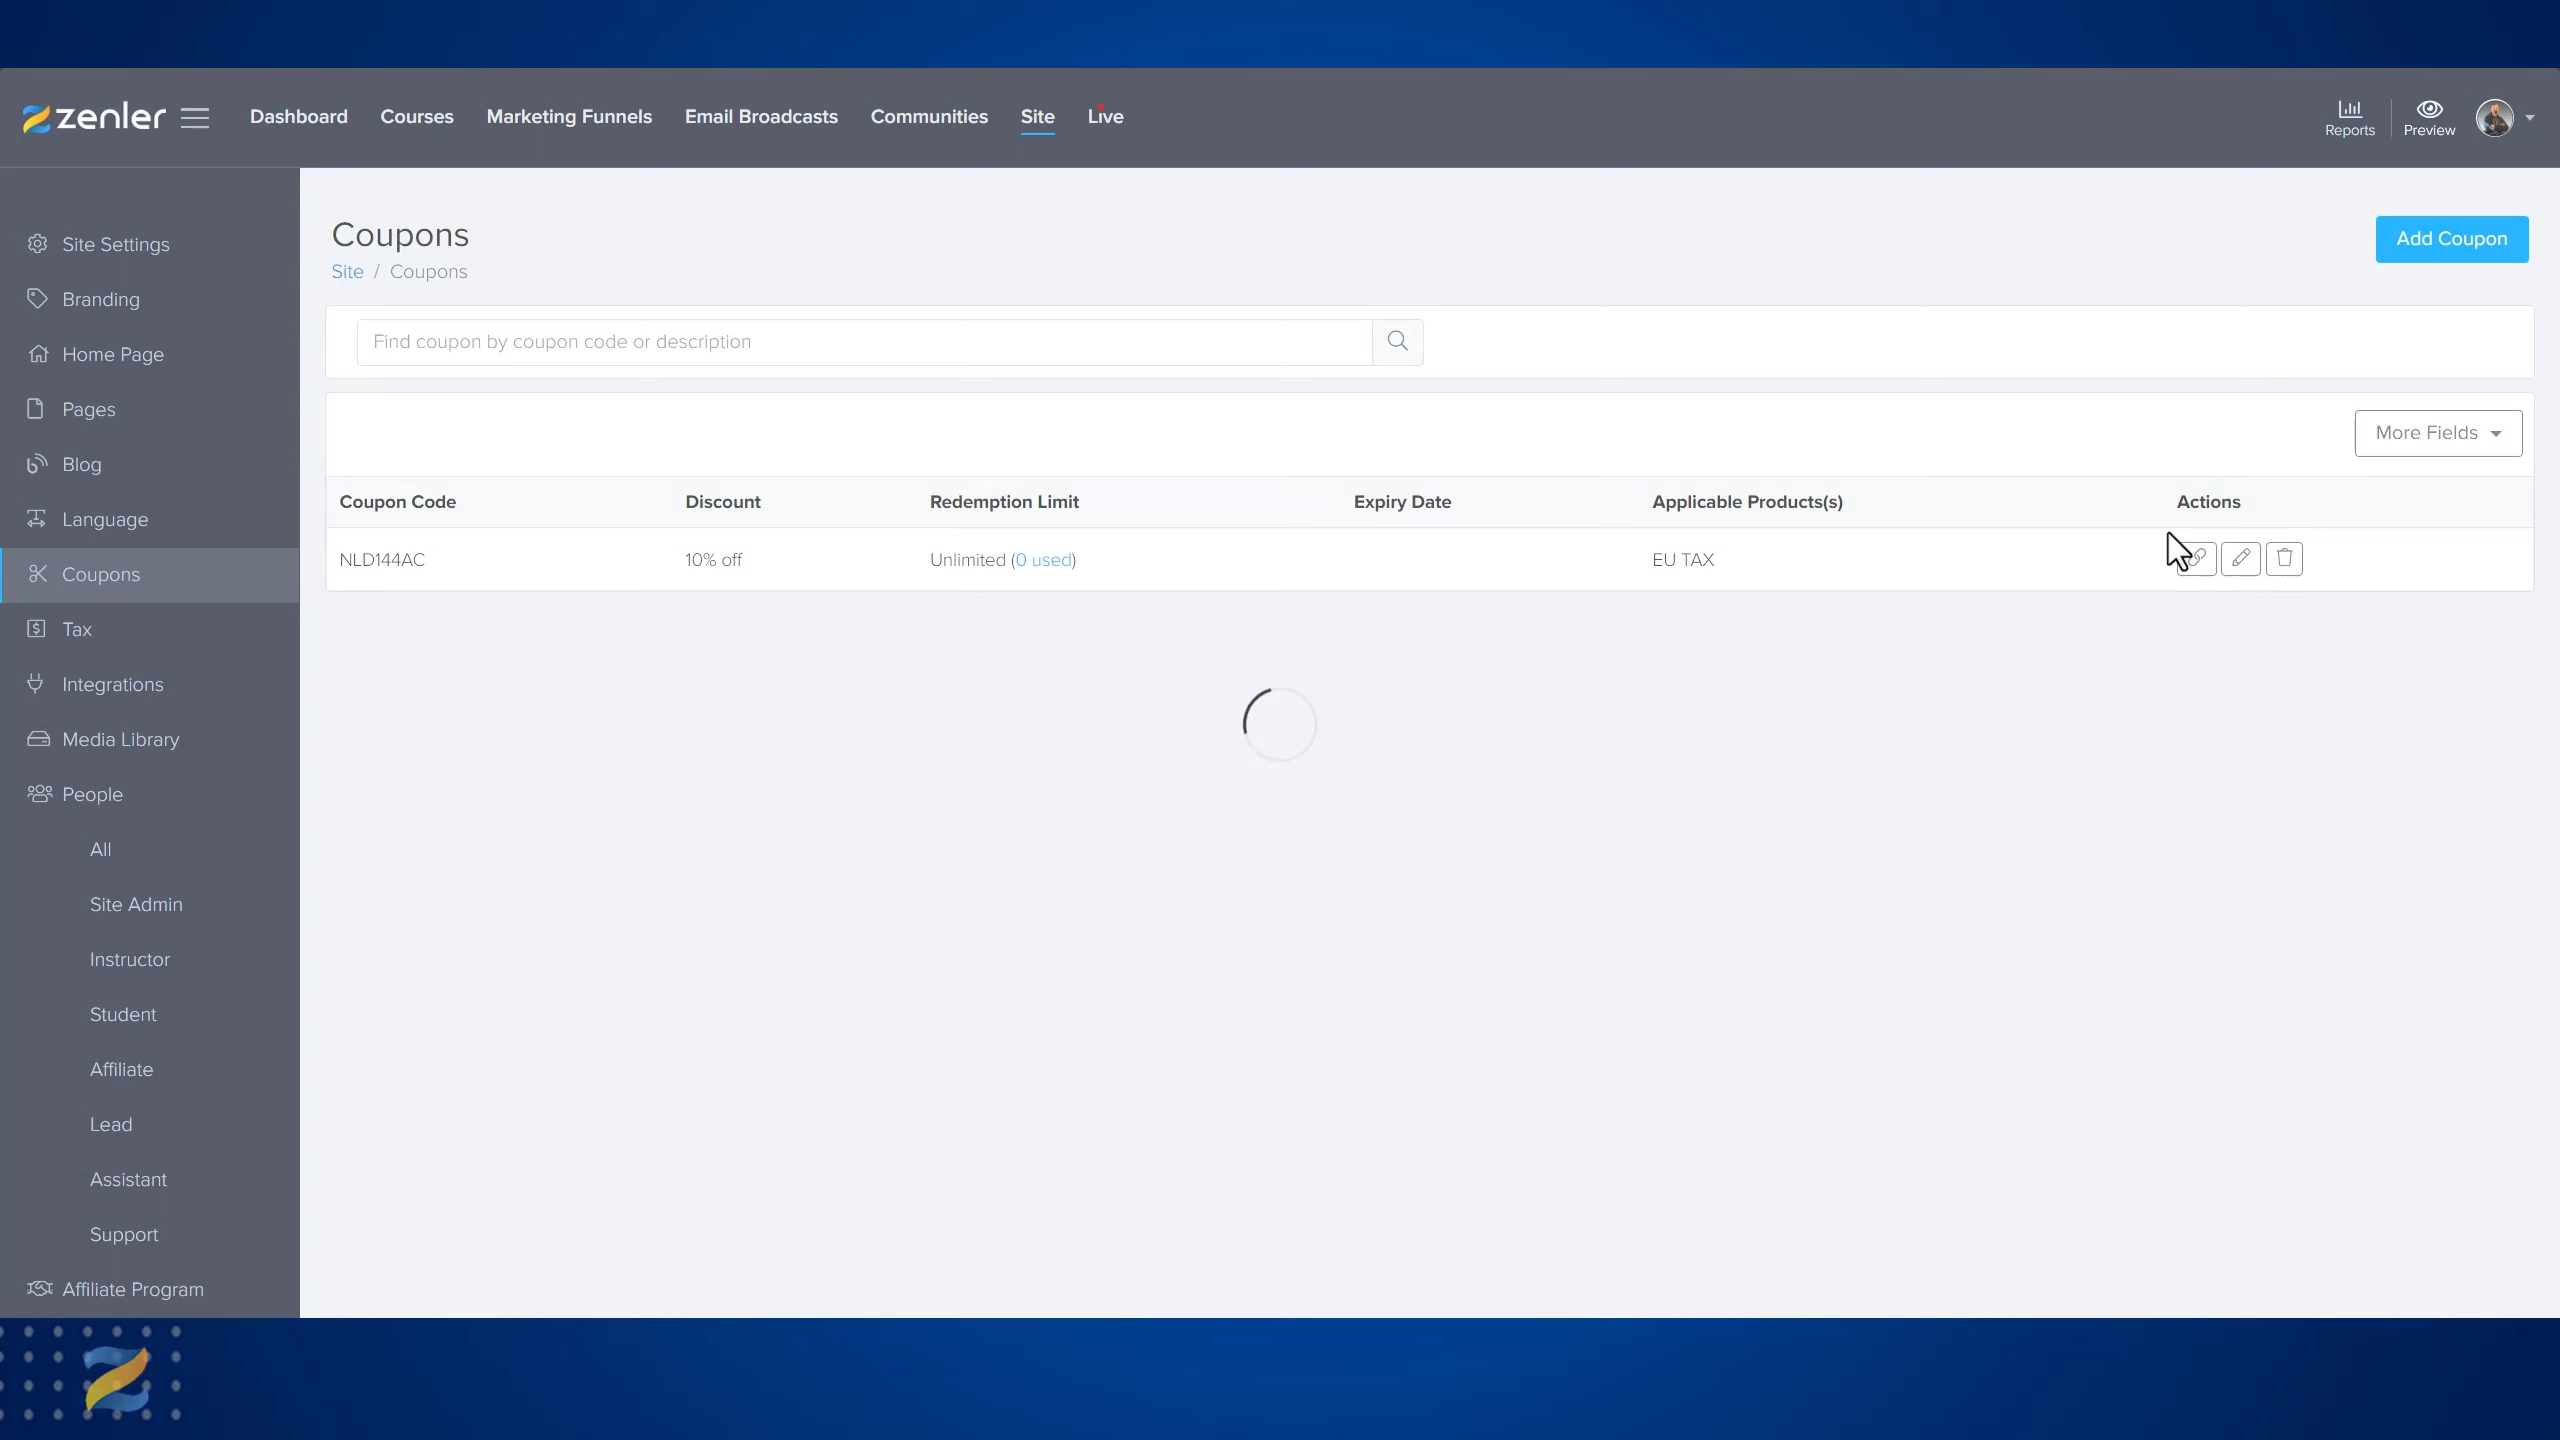 zenler
Dashboard
Courses
Marketing Funnels
Email Broadcasts
Communities
Site
Live
Reports
Preview
Site Settings
Branding
Home Page
Pages
Blog
Language
Coupons
Tax
Integrations
Media Library
People
All
Site Admin
Instructor
Student
Affiliate
Lead
Assistant
Support
Affiliate Program
Coupons
Site / Coupons
Add Coupon
Find coupon by coupon code or description
More Fields
Coupon Code Discount Redemption Limit Expiry Date Applicable Products(s) Actions
NLD144AC 10% off Unlimited (0 used) EU TAX